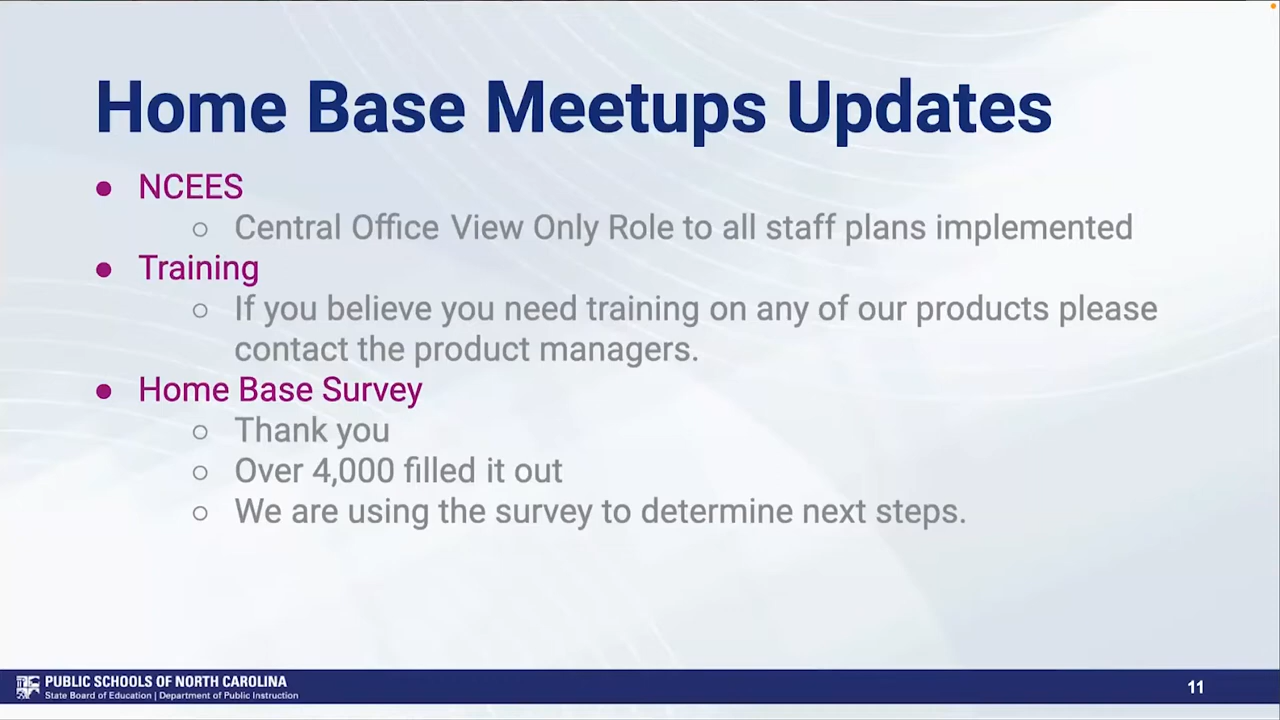 Home Base Meetups Updates
● NCEES
○ Central Office View Only Role to all staff plans implemented
● Training
○ If you believe you need training on any of our products please
contact the product managers.
● Home Base Survey
○ Thank you
○ Over 4,000 filled it out
○ We are using the survey to determine next steps.
PUBLIC SCHOOLS OF NORTH CAROLINA
State Board of Education | Department of Public Instruction
11